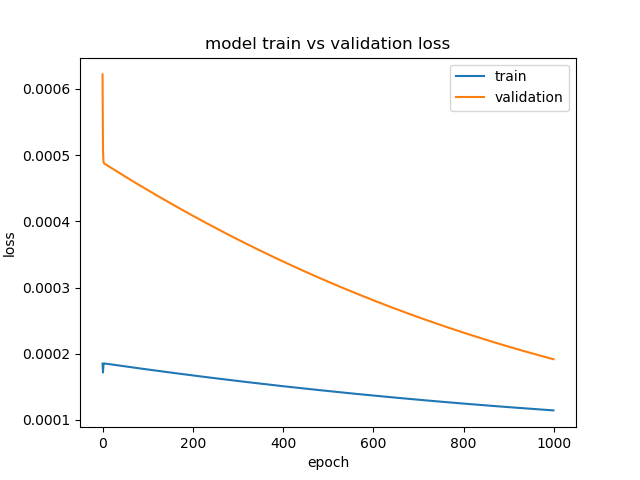 model train vs validation loss
train
validation
0.0006
0.0005
0.0004
0.0003
0.0002
0.0001
loss
0 200 400 600 800 1000
epoch